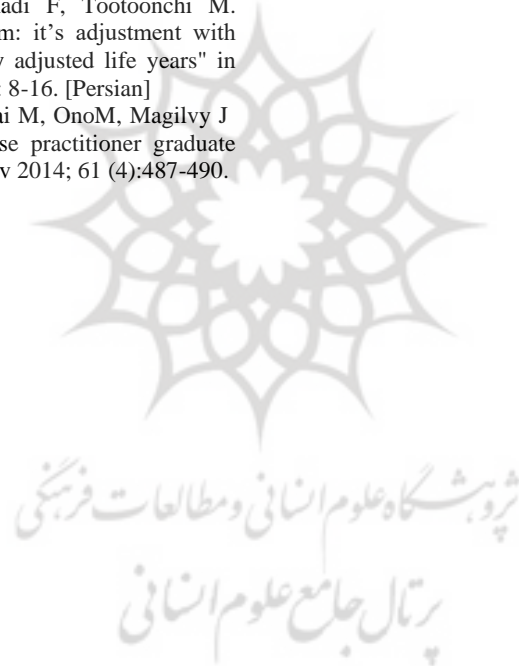 adi F, Tootoonchi M.
m: it’s adjustment with
y adjusted life years" in
: 8-16. [Persian]
ai M, OnoM, Magilvy J
se practitioner graduate
v 2014; 61 (4):487-490.
پژوهشگاه علوم انسانی و مطالعات فرهنگی
پرتال جامع علوم انسانی